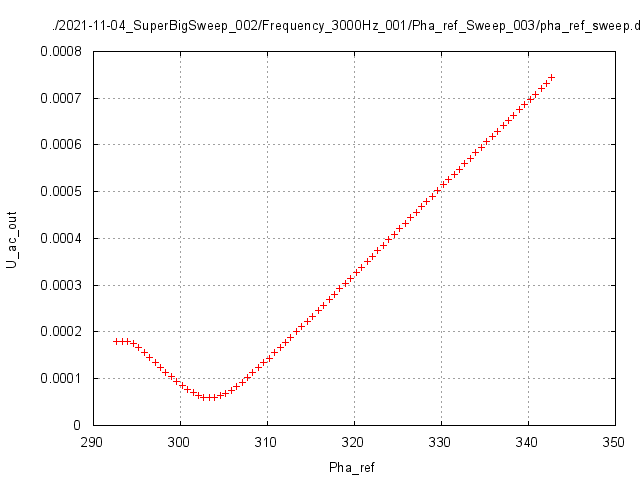 ./2021-11-04_SuperBigSweep_002/Frequency_3000Hz_001/Pha_ref_Sweep_003/pha_ref_sweep.d
0.0008
0.0007
0.0006
0.0005
0.0004
0.0003
0.0002
0.0001
0
U_ac_out
290 300 310 320 330 340 350
Pha_ref